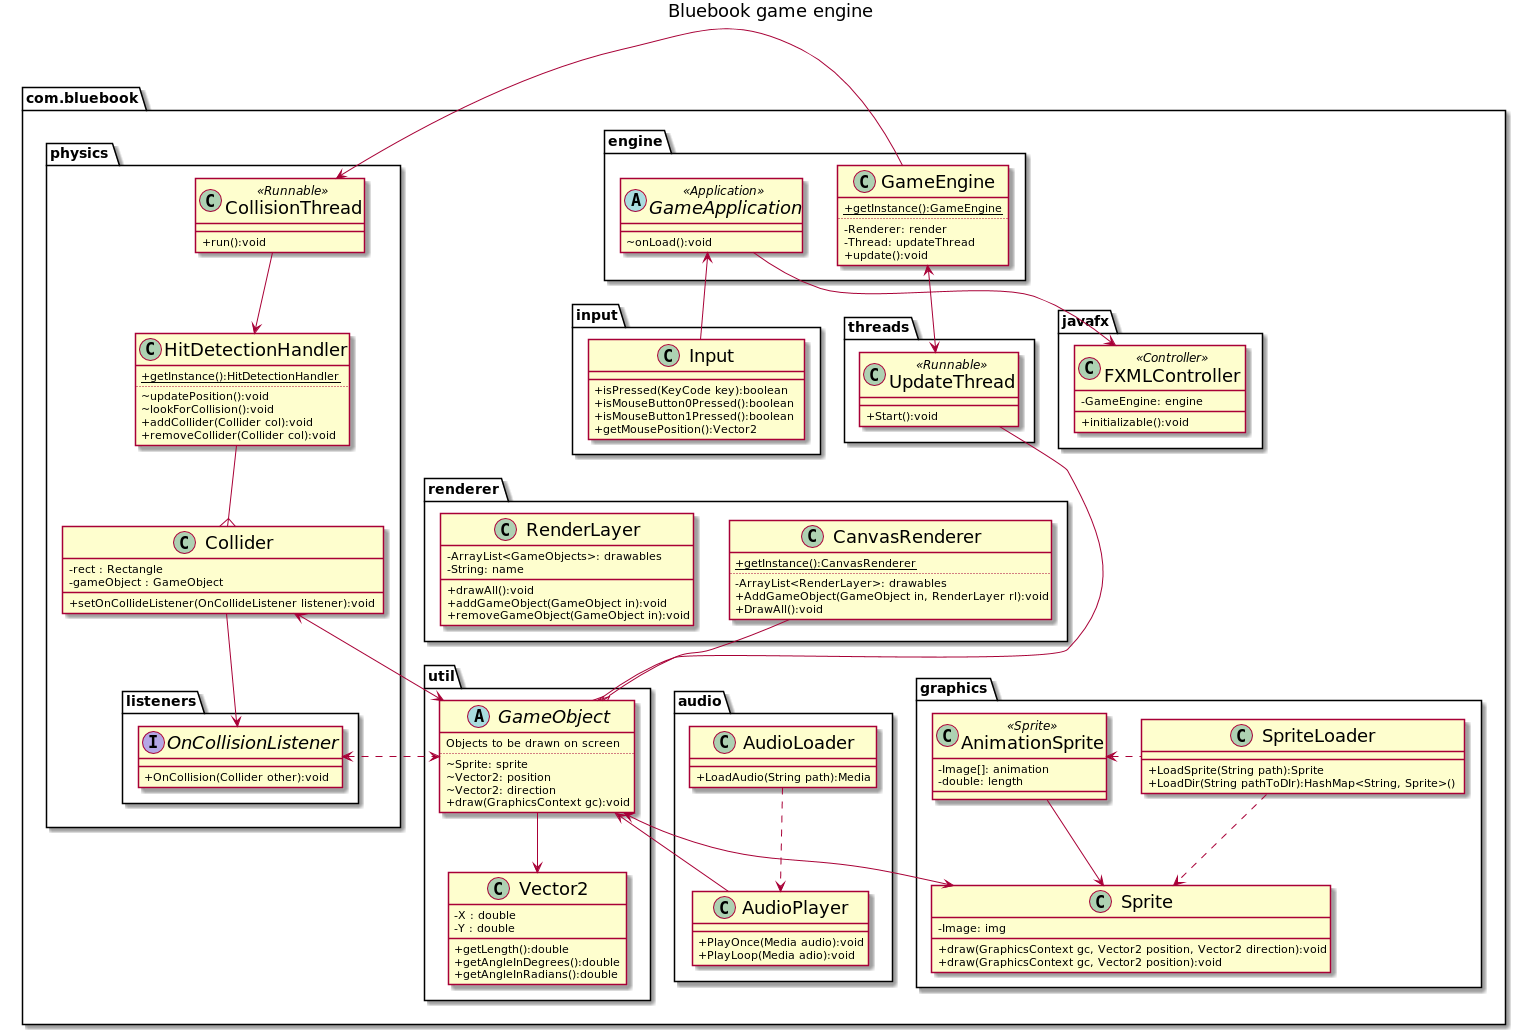 Bluebook game engine
com.bluebook
physics
C
«Runnable»
CollisionThread
+run():void
C HitDetectionHandler
+getInstance():HitDetectionHandler
~updatePosition():void
~lookForCollision():void
+addCollider(Collider col):void
+removeCollider(Collider col):void
C Collider
-rect : Rectangle
-gameObject : GameObject
+setOnCollideListener(OnCollideListener listener):void
listeners
I OnCollisionListener
+OnCollision(Collider other):void
engine
A
«Application»
GameApplication
~onLoad():void
C GameEngine
+getInstance():GameEngine
-Renderer: render
-Thread: updateThread
+update():void
input
C Input
+isPressed(KeyCode key):boolean
+isMouseButton0Pressed():boolean
+isMouseButton1Pressed():boolean
+getMousePosition():Vector2
threads
C
«Runnable»
UpdateThread
+Start():void
javafx
C
«Controller»
FXMLController
-GameEngine: engine
+initializable():void
renderer
C RenderLayer
-ArrayList<GameObjects>: drawables
-String: name
+drawAll():void
+addGameObject(GameObject in):void
+removeGameObject(GameObject in):void
C CanvasRenderer
+getInstance():CanvasRenderer
-ArrayList<RenderLayer>: drawables
+AddGameObject(GameObject in, RenderLayer rl):void
+DrawAll():void
util
A GameObject
Objects to be drawn on screen
~Sprite: sprite
~Vector2: position
~Vector2: direction
+draw(GraphicsContext gc):void
C Vector2
-X : double
-Y : double
+getLength():double
+getAngleInDegrees():double
+getAngleInRadians():double
audio
C AudioLoader
+LoadAudio(String path):Media
C AudioPlayer
+PlayOnce(Media audio):void
+PlayLoop(Media adio):void
graphics
C
«Sprite»
AnimationSprite
-Image[]: animation
-double: length
C SpriteLoader
+LoadSprite(String path):Sprite
+LoadDir(String pathToDIr):HashMap<String, Sprite>()
C Sprite
-Image: img
+draw(GraphicsContext gc, Vector2 position, Vector2 direction):void
+draw(GraphicsContext gc, Vector2 position):void